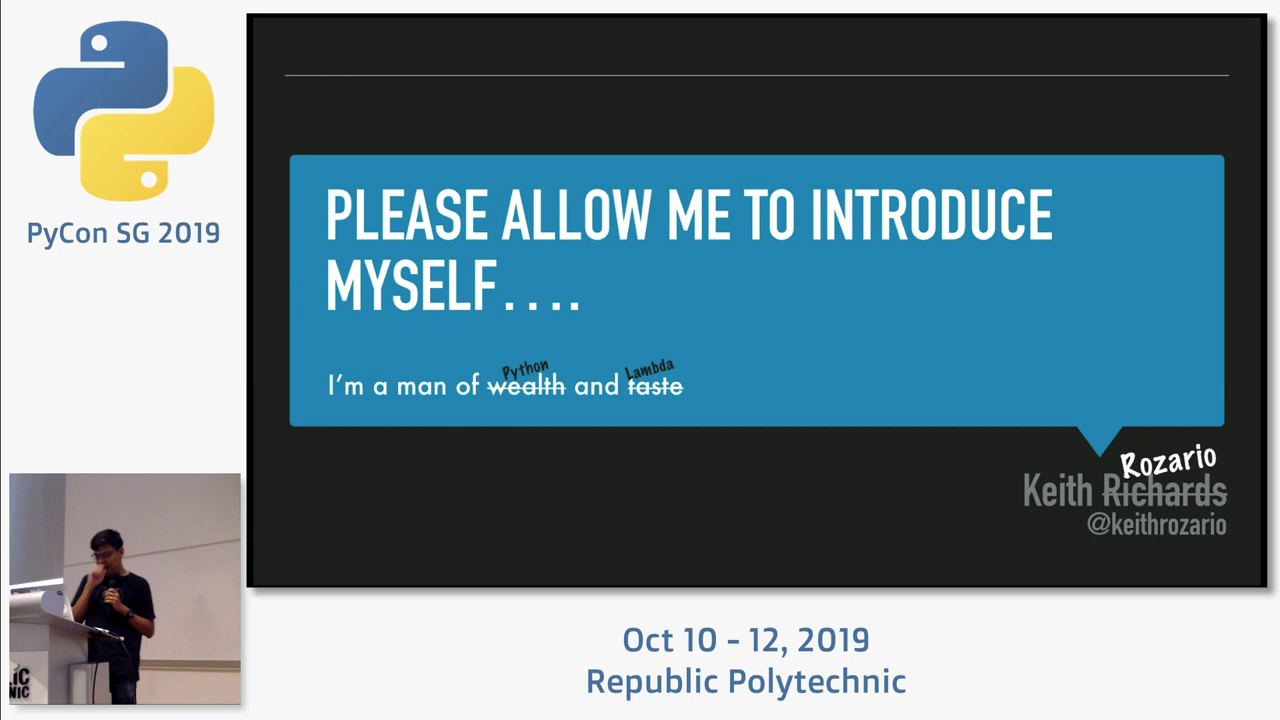 PyCon SG 2019
PLEASE ALLOW ME TO INTRODUCE
MYSELF....
Python Lambda
I'm a man of wealth and taste
Rozario
Keith Richards
@keithrozario
Oct 10 - 12, 2019
Republic Polytechnic